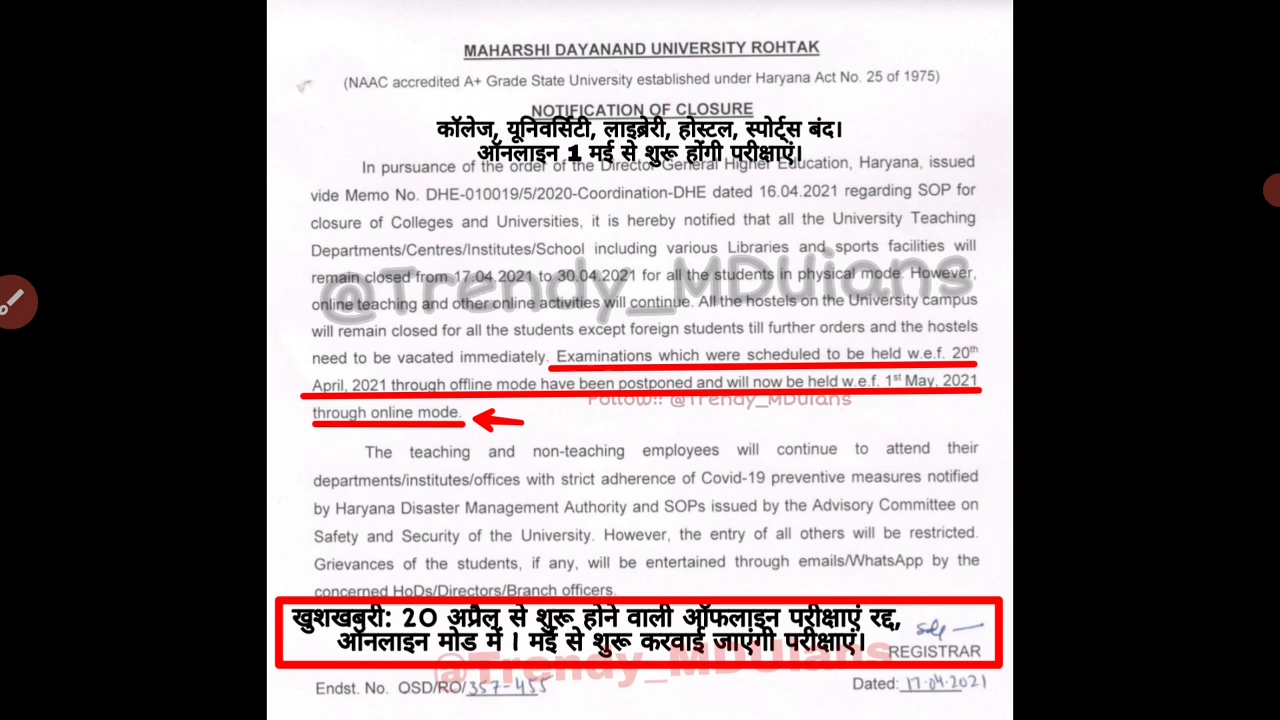 MAHARSHI DAYANAND UNIVERSITY ROHTAK
(NAAC accredited A+ Grade State University established under Haryana Act No. 25 of 1975)
NOTIFICATION OF CLOSURE
कॉलेज, यूनिवर्सिटी, लाइब्रेरी, होस्टल, स्पोर्ट्स बंद।
ऑनलाइन 1 मई से शुरू होंगी परीक्षाएं।
In pursuance of the order of the Director General Higher Education, Haryana, issued
vide Memo No. DHE-010019/5/2020-Coordination-DHE dated 16.04.2021 regarding SOP for
closure of Colleges and Universities, it is hereby notified that all the University Teaching
Departments/Centres/Institutes/School including various Libraries and sports facilities will
remain closed from 17.04.2021 to 30.04.2021 for all the students in physical mode. However,
@Trendy_MDUians
online teaching and other online activities will continue. All the hostels on the University campus
will remain closed for all the students except foreign students till further orders and the hostels
need to be vacated immediately. Examinations which were scheduled to be held w.e.f. 20th
April, 2021 through offline mode have been postponed and will now be held w.e.f. 1st May, 2021
Follow:: @Trendy_MDUians
through online mode.
The teaching and non-teaching employees will continue to attend their
departments/institutes/offices with strict adherence of Covid-19 preventive measures notified
by Haryana Disaster Management Authority and SOPs issued by the Advisory Committee on
Safety and Security of the University. However, the entry of all others will be restricted.
Grievances of the students, if any, will be entertained through emails/WhatsApp by the
concerned HoDs/Directors/Branch officers.
खुशखबरी: 20 अप्रैल से शुरू होने वाली ऑफलाइन परीक्षाएं रद्द,
ऑनलाइन मोड में 1 मई से शुरू करवाई जाएंगी परीक्षाएं।
REGISTRAR
@Trendy_MDUians
Endst. No. OSD/RO/357-455
Dated: 17.04.2021